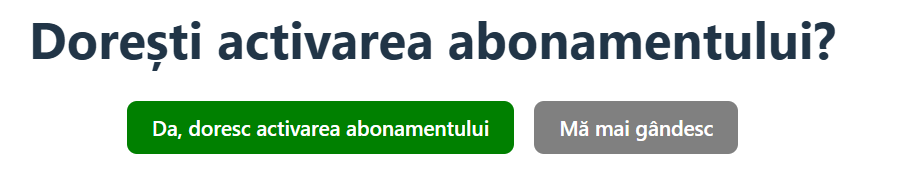 Dorești activarea abonamentului?
Da, doresc activarea abonamentului
Mă mai gândesc